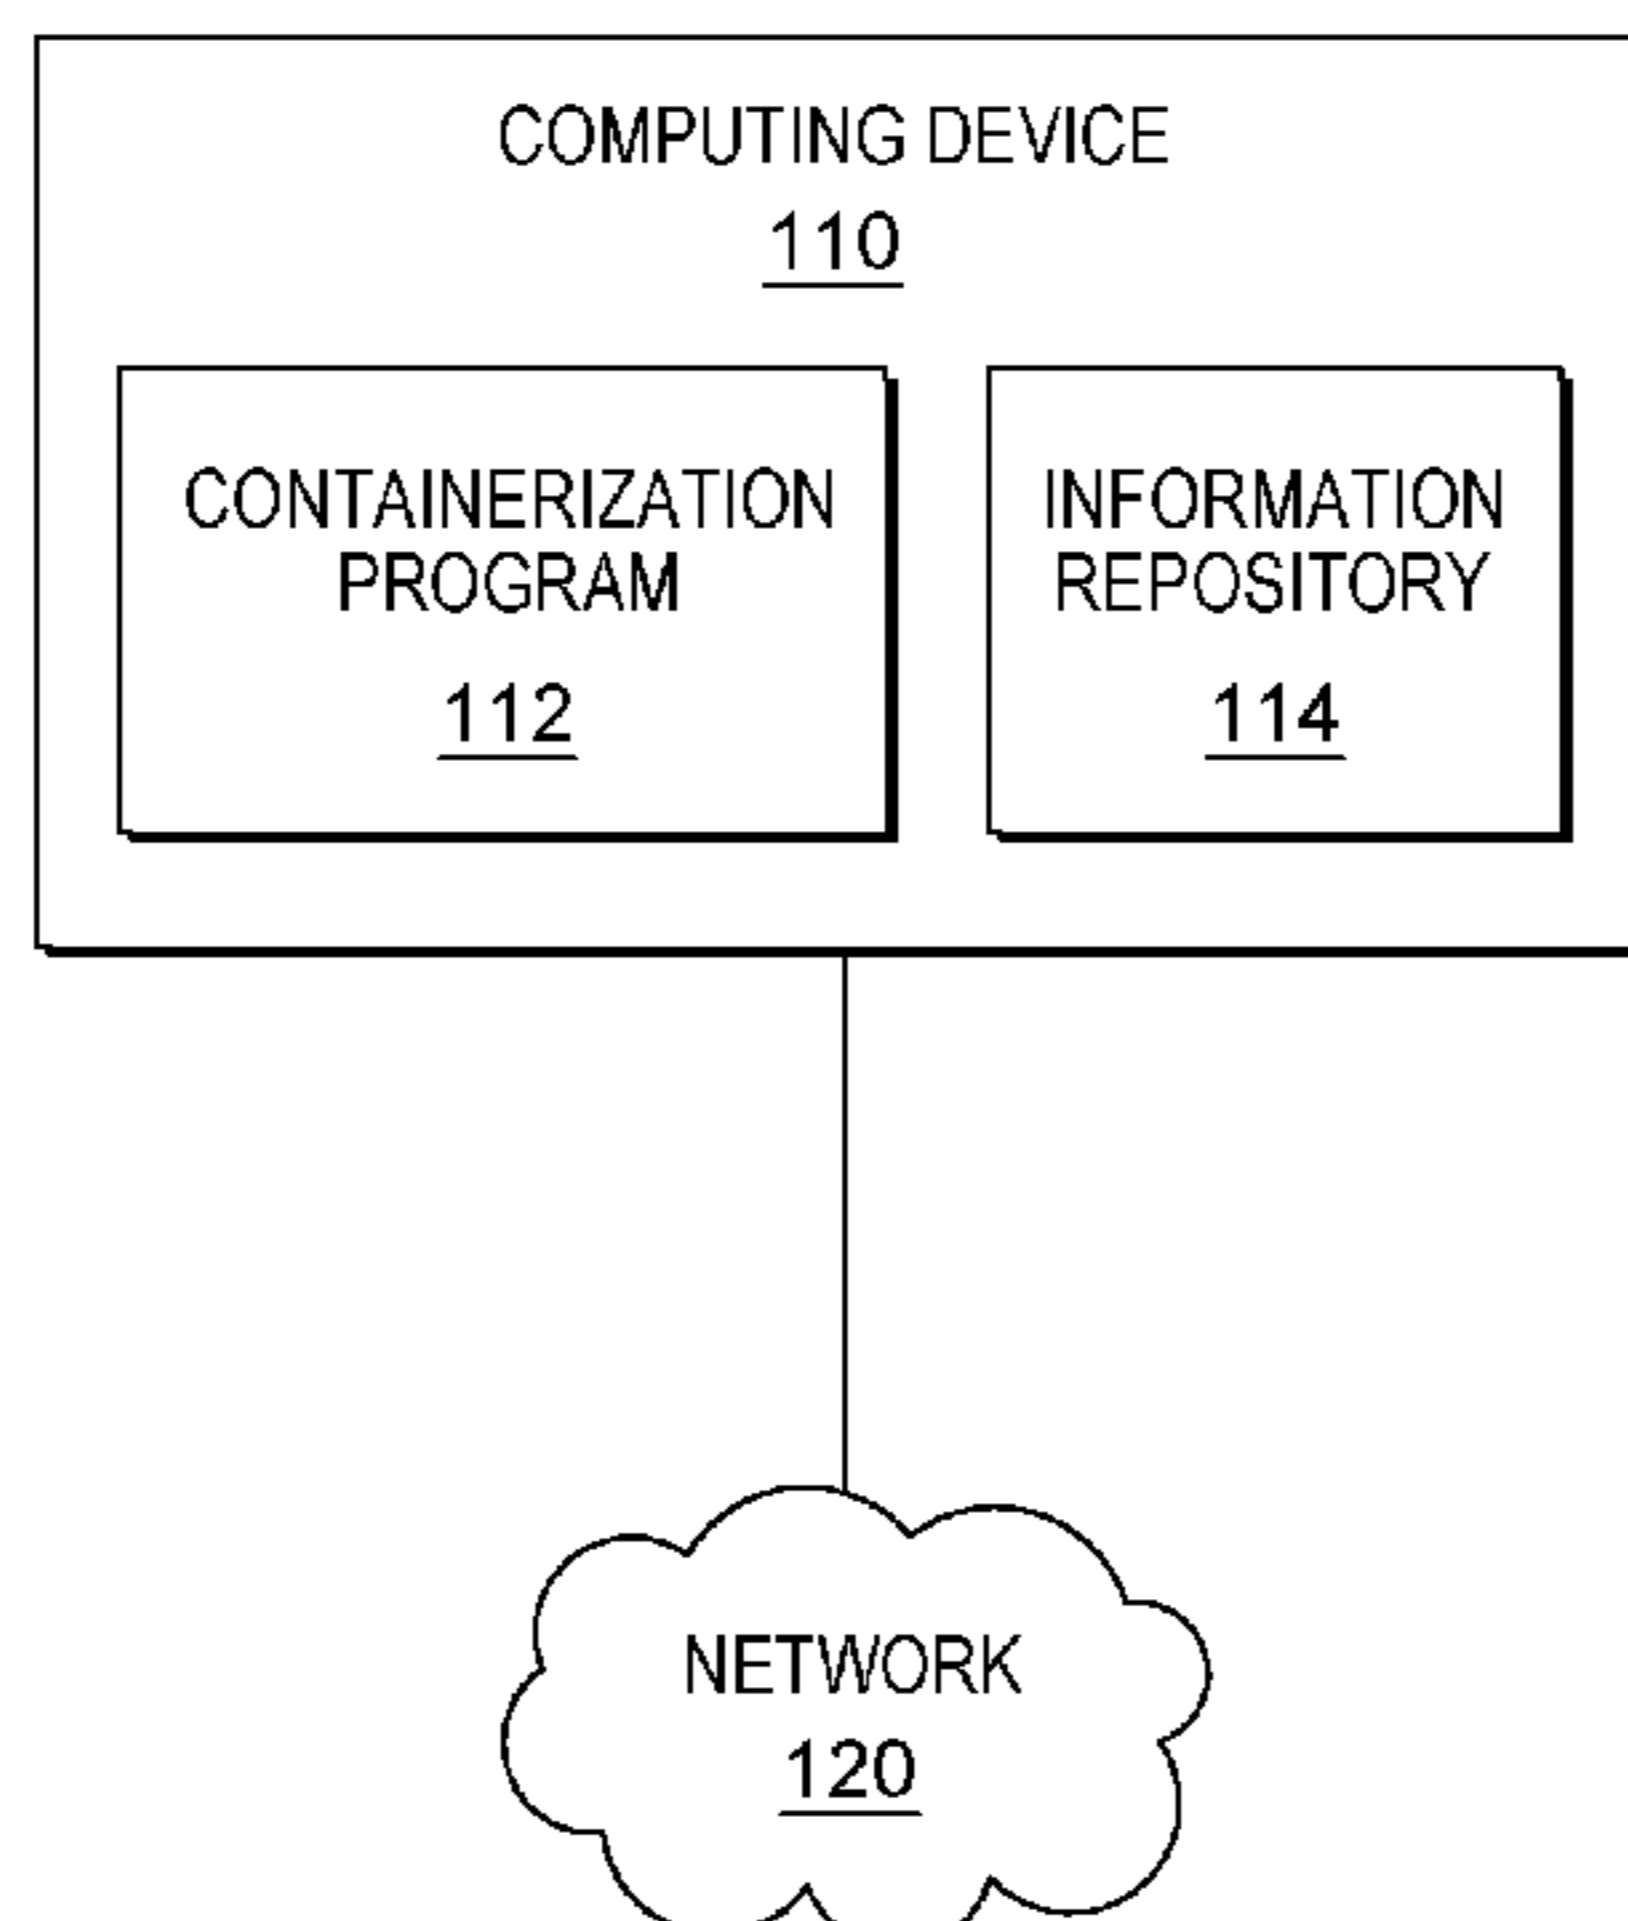 COMPUTING DEVICE
110
CONTAINERIZATION
PROGRAM
112
INFORMATION
REPOSITORY
114
NETWORK
120